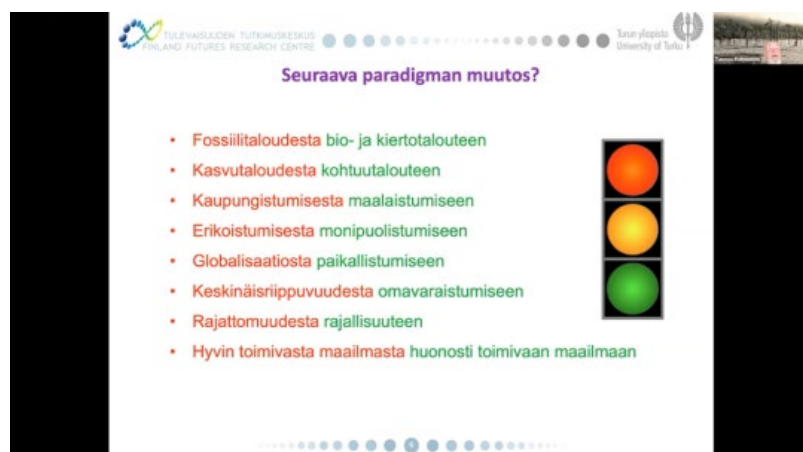 TULEVAISUUDEN TUTKIMUSKESKUS
FINLAND FUTURES RESEARCH CENTRE
Turun yliopisto
University of Turku
Seuraava paradigman muutos?
• Fossiilitaloudesta bio- ja kiertotalouteen
• Kasvutaloudesta kohtuutalouteen
• Kaupungistumisesta maalaistumiseen
• Erikoistumisesta monipuolistumiseen
• Globalisaatiosta paikallistumiseen
• Keskinäisriippuvuudesta omavaraistumiseen
• Rajattomuudesta rajallisuuteen
• Hyvin toimivasta maailmasta huonosti toimivaan maailmaan